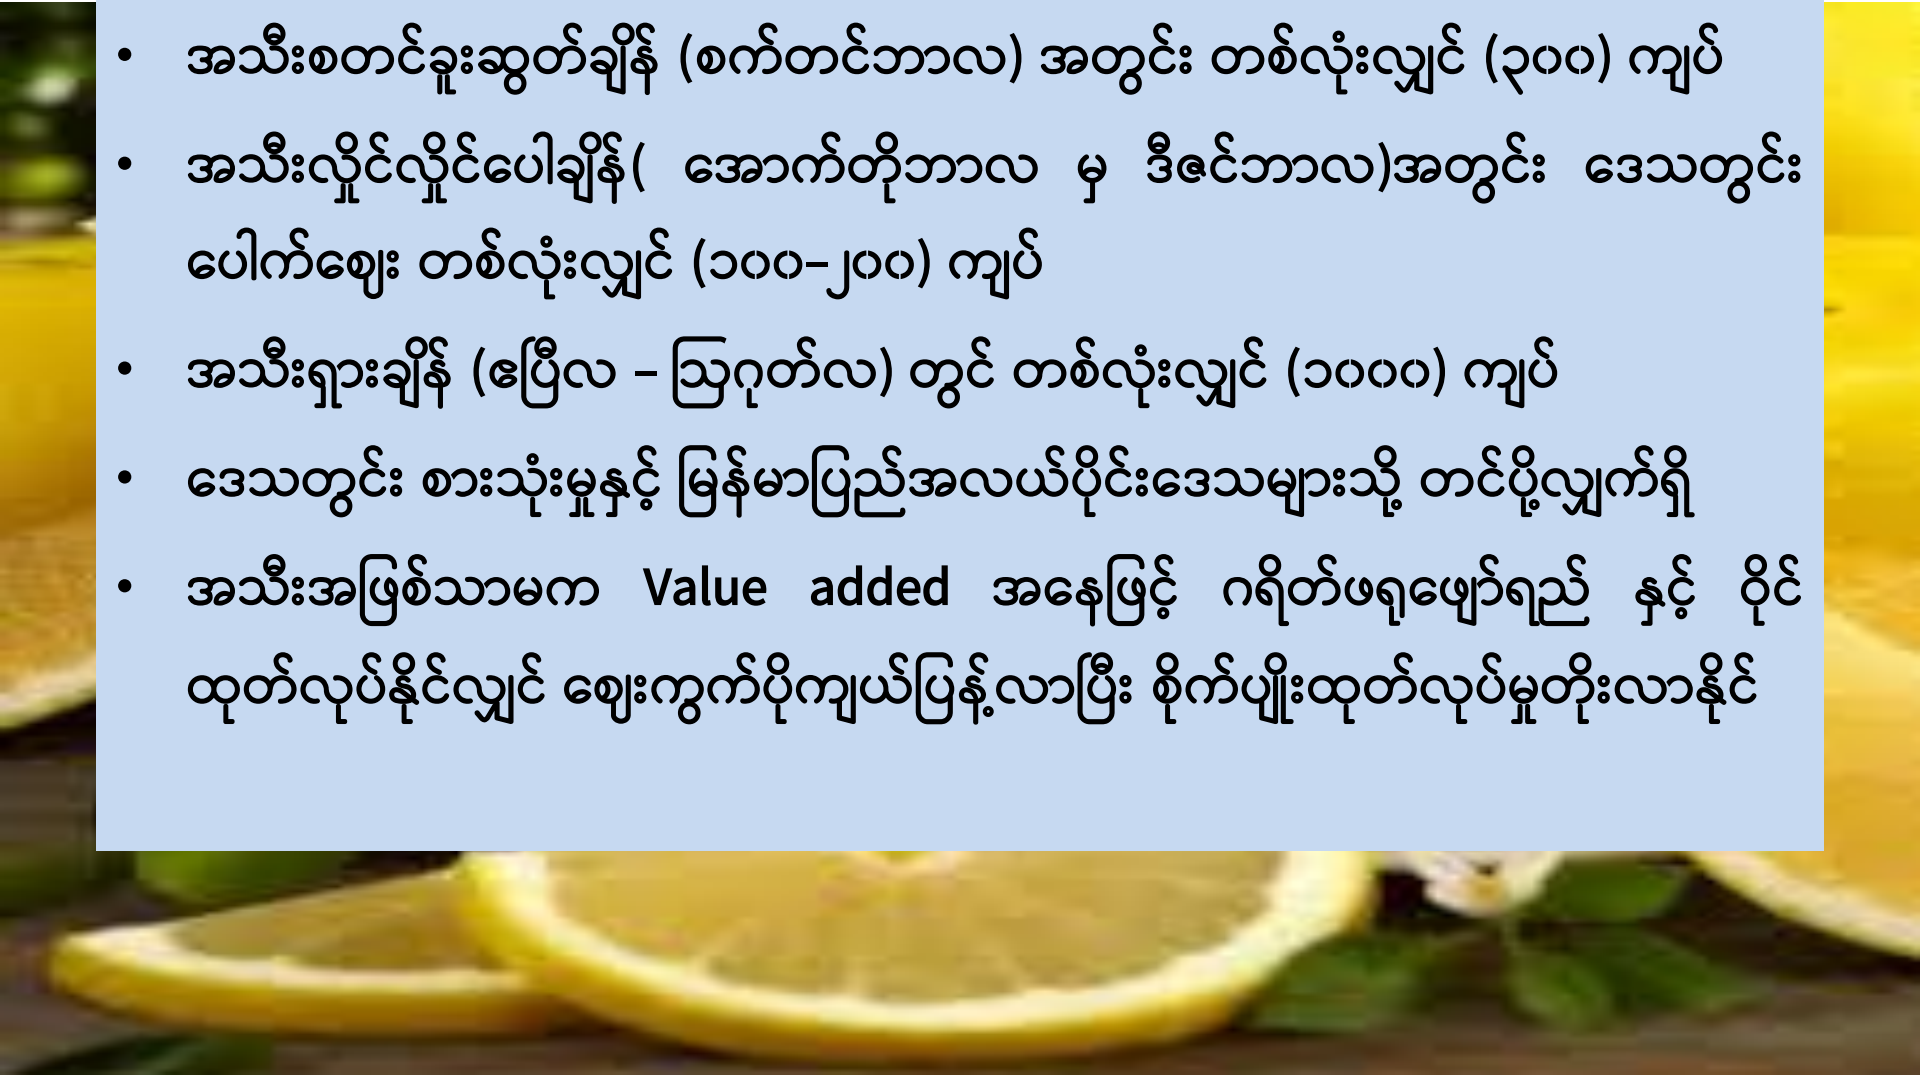 • အသီးစတင်ခူးဆွတ်ချိန် (စက်တင်ဘာလ) အတွင်း တစ်လုံးလျှင် (၃၀၀) ကျပ်
• အသီးလှိုင်လှိုင်ပေါချိန်( အောက်တိုဘာလ မှ ဒီဇင်ဘာလ)အတွင်း ဒေသတွင်း
ပေါက်ဈေး တစ်လုံးလျှင် (၁၀၀–၂၀၀) ကျပ်
• အသီးရှားချိန် (ဧပြီလ – ဩဂုတ်လ) တွင် တစ်လုံးလျှင် (၁၀၀၀) ကျပ်
• ဒေသတွင်း စားသုံးမှုနှင့် မြန်မာပြည်အလယ်ပိုင်းဒေသများသို့ တင်ပို့လျှက်ရှိ
• အသီးအဖြစ်သာမက Value added အနေဖြင့် ဂရိတ်ဖရုဖျော်ရည် နှင့် ဝိုင်
ထုတ်လုပ်နိုင်လျှင် ဈေးကွက်ပိုကျယ်ပြန့်လာပြီး စိုက်ပျိုးထုတ်လုပ်မှုတိုးလာနိုင်